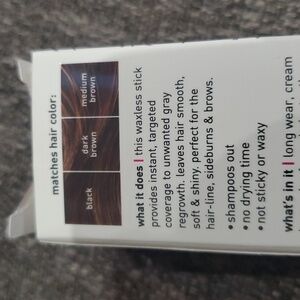 matches hair color:
medium
brown
dark
brown
black
what it does | this waxless stick
provides instant, targeted
coverage to unwanted gray
regrowth. leaves hair smooth,
soft & shiny. perfect for the
hair-line, sideburns & brows.
• shampoos out
• no drying time
• not sticky or waxy
what's in it | long wear, cream